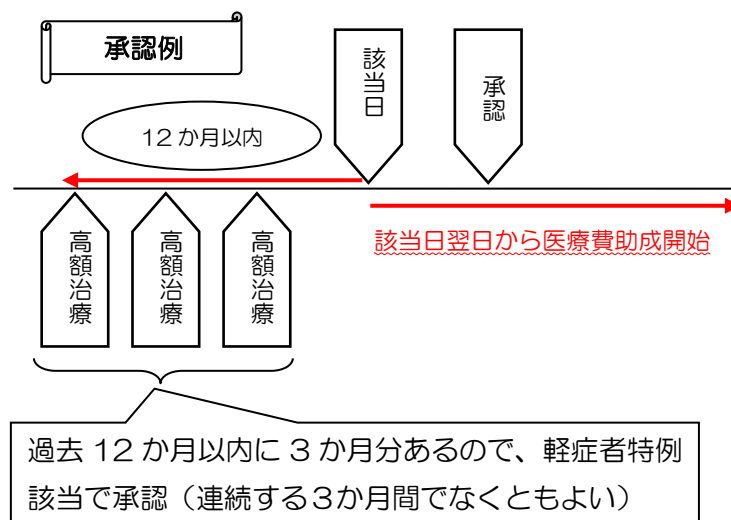 承認例
該当日
承認
12か月以内
該当日翌日から医療費助成開始
高額治療
高額治療
高額治療
過去 12 か月以内に 3 か月分あるので、軽症者特例
該当で承認（連続する３か月間でなくともよい）